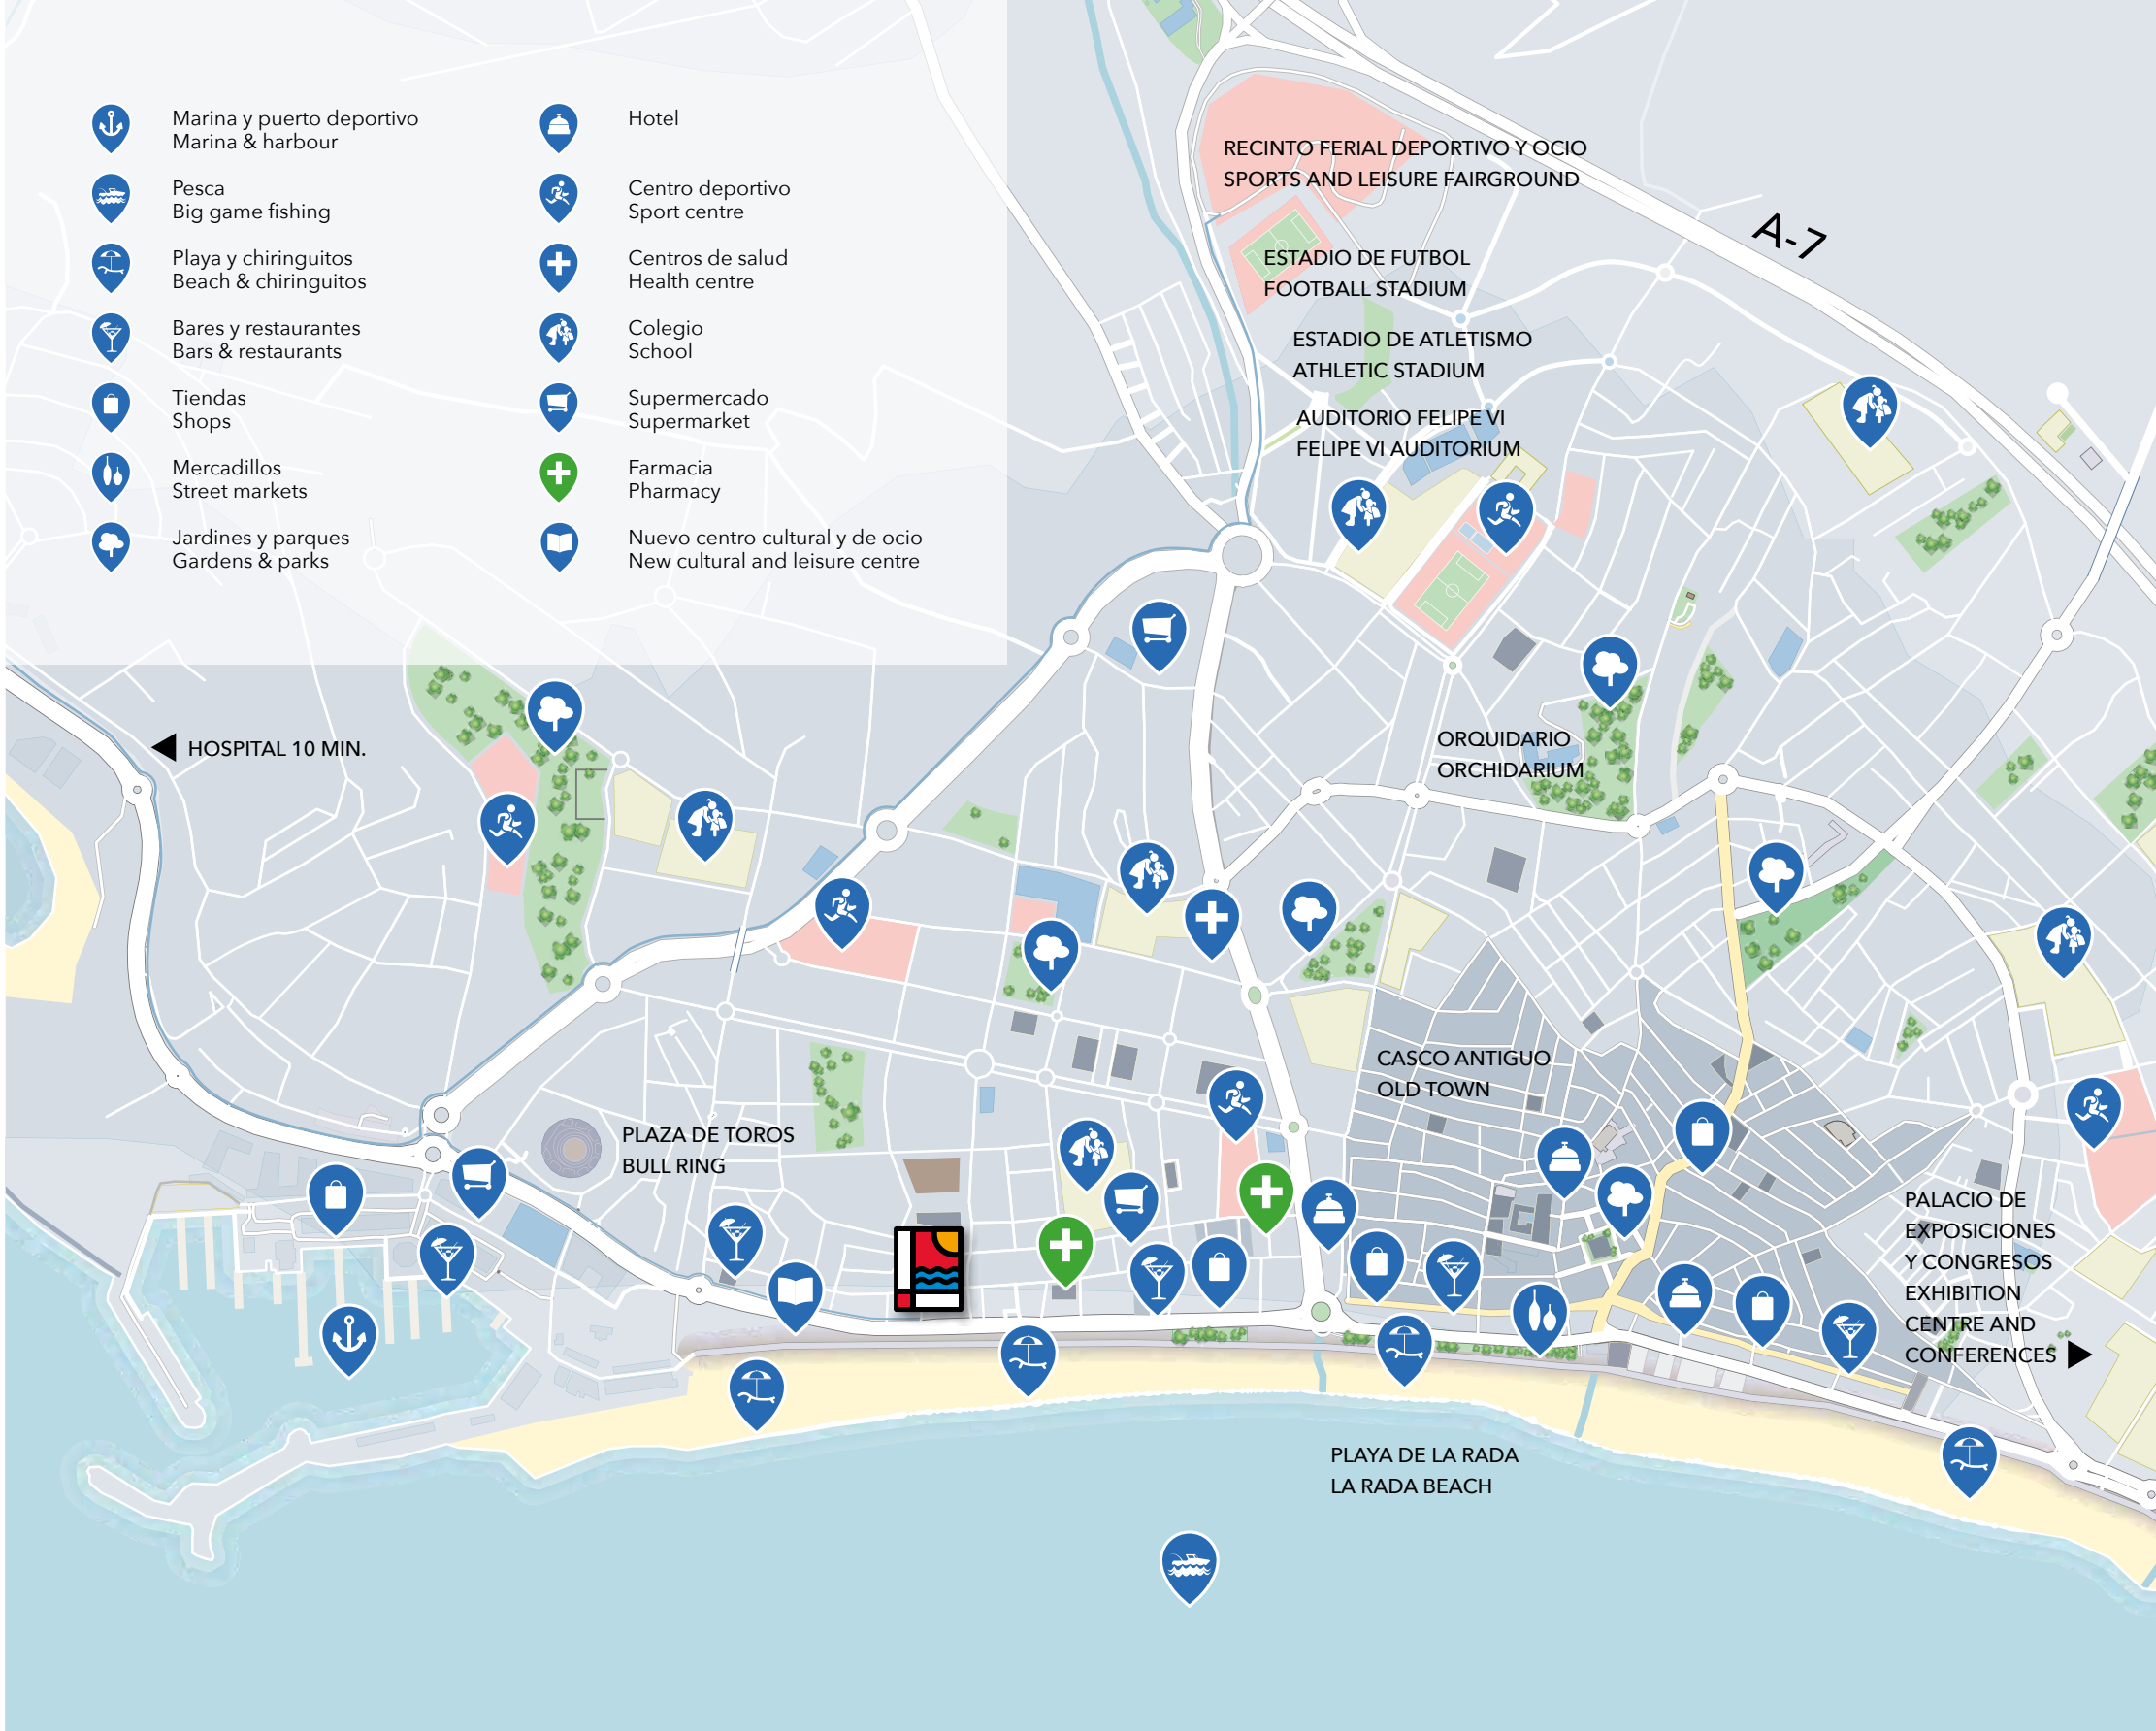 Marina y puerto deportivo
Marina & harbour
Pesca
Big game fishing
Playa y chiringuitos
Beach & chiringuitos
Bares y restaurantes
Bars & restaurants
Tiendas
Shops
Mercadillos
Street markets
Jardines y parques
Gardens & parks
Hotel
Centro deportivo
Sport centre
Centros de salud
Health centre
Colegio
School
Supermercado
Supermarket
Farmacia
Pharmacy
Nuevo centro cultural y de ocio
New cultural and leisure centre
RECINTO FERIAL DEPORTIVO Y OCIO
SPORTS AND LEISURE FAIRGROUND
A-7
ESTADIO DE FUTBOL
FOOTBALL STADIUM
ESTADIO DE ATLETISMO
ATHLETIC STADIUM
AUDITORIO FELIPE VI
FELIPE VI AUDITORIUM
HOSPITAL 10 MIN.
ORQUIDARIO
ORCHIDARIUM
CASCO ANTIGUO
OLD TOWN
PLAZA DE TOROS
BULL RING
PALACIO DE
EXPOSICIONES
Y CONGRESOS
EXHIBITION
CENTRE AND
CONFERENCES
PLAYA DE LA RADA
LA RADA BEACH